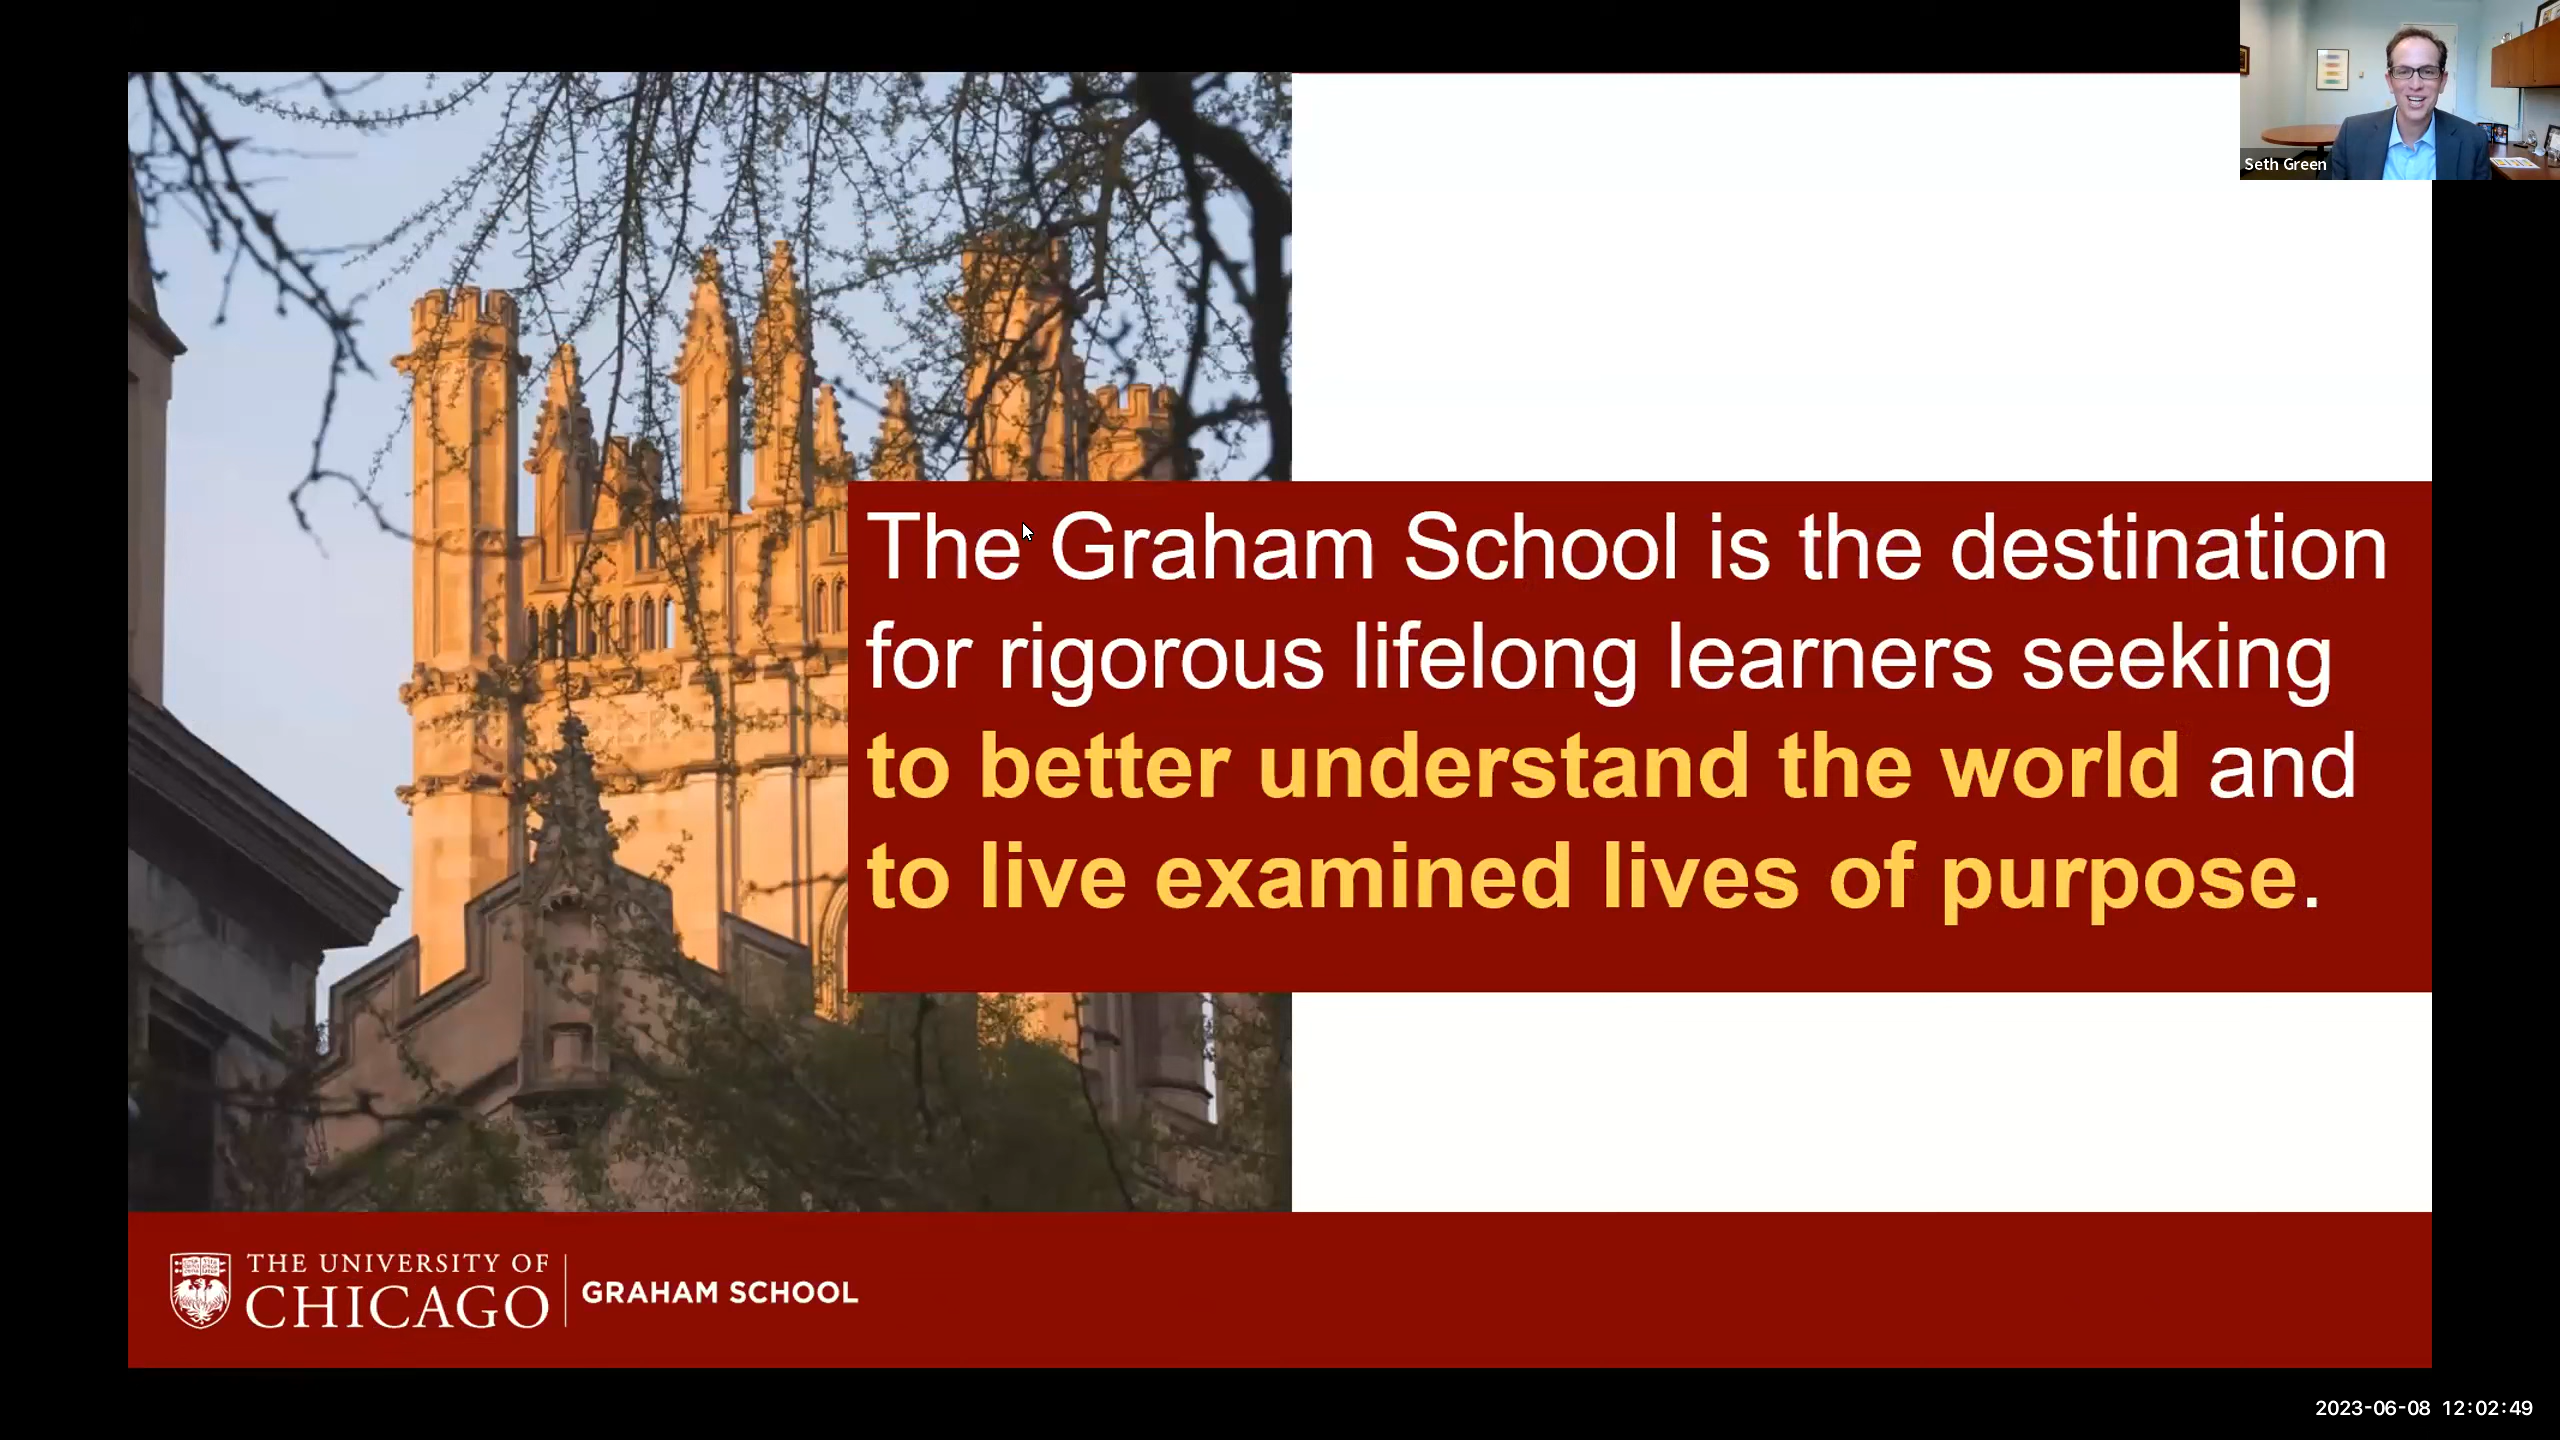 Seth Green
The Graham School is the destination
for rigorous lifelong learners seeking
to better understand the world and
to live examined lives of purpose.
THE UNIVERSITY OF
CHICAGO
GRAHAM SCHOOL
2023-06-08 12:02:49